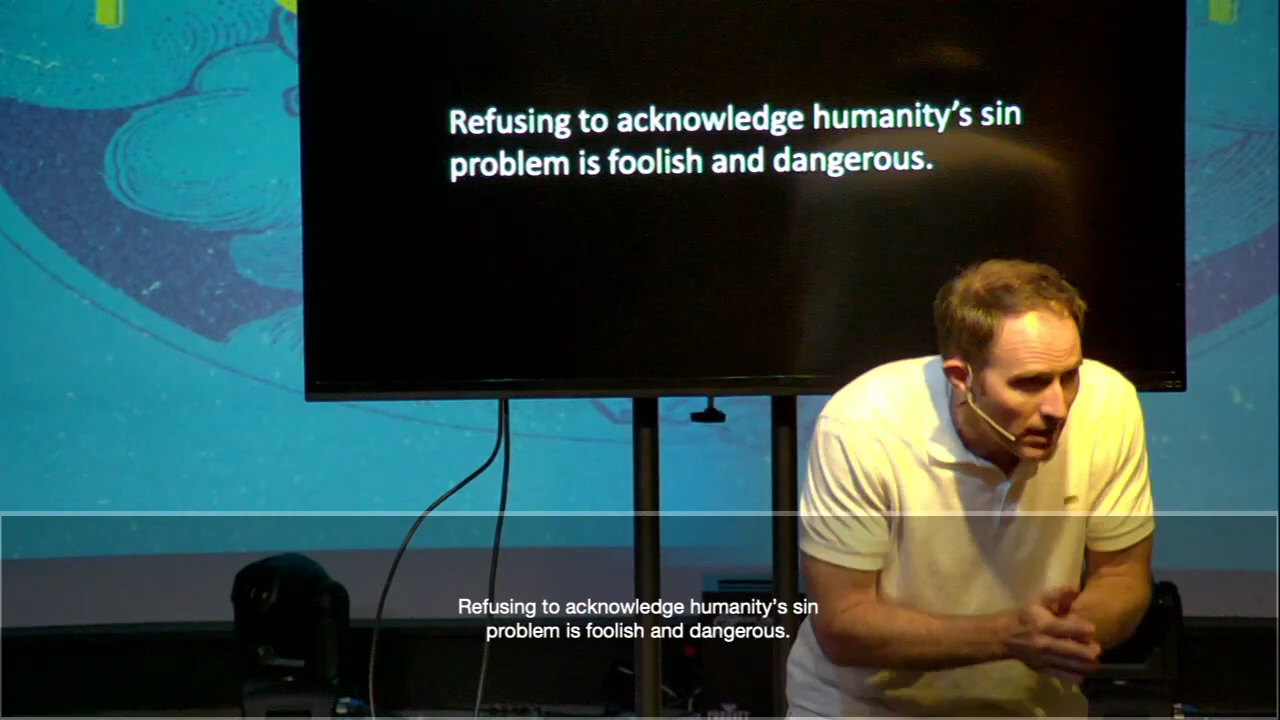 Refusing to acknowledge humanity’s sin
problem is foolish and dangerous.
Refusing to acknowledge humanity’s sin
problem is foolish and dangerous.